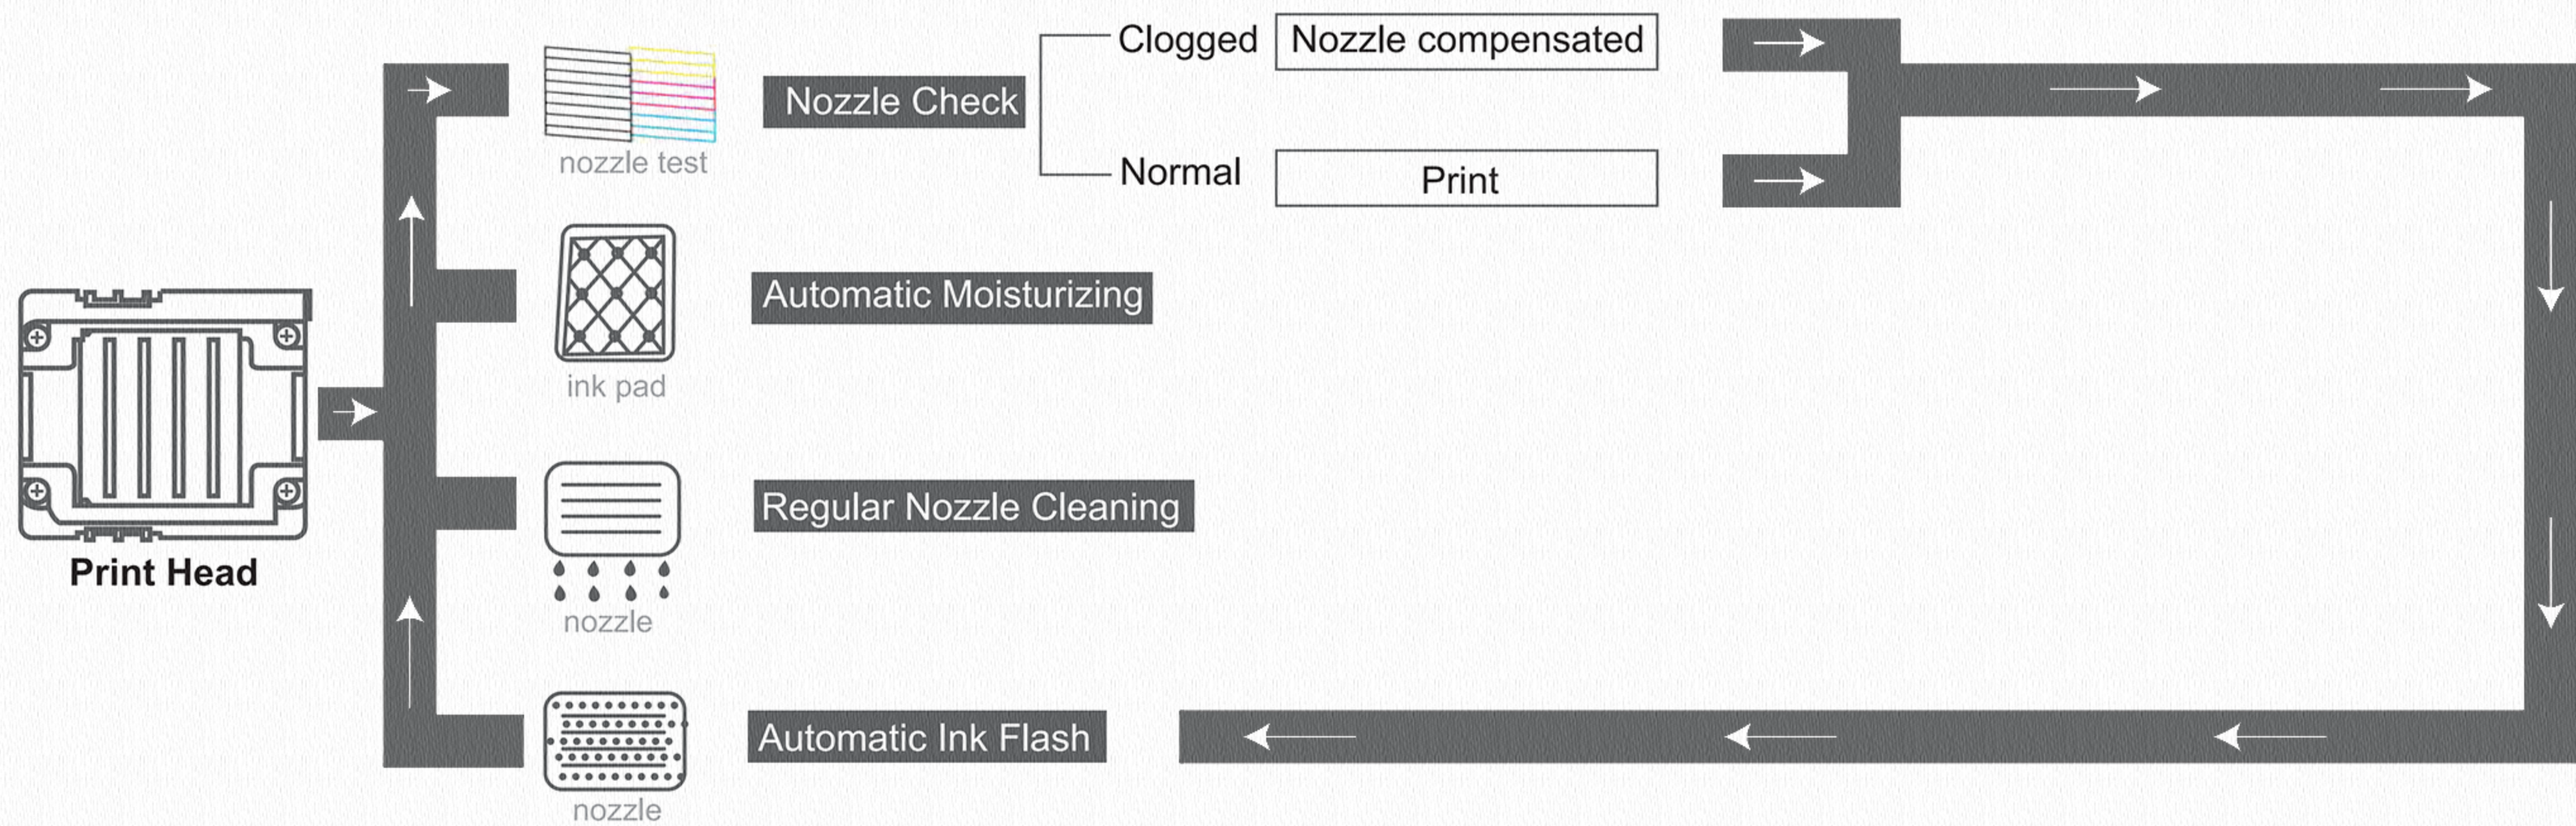 Clogged
Nozzle compensated
Nozzle Check
nozzle test
Normal
Print
Automatic Moisturizing
ink pad
Regular Nozzle Cleaning
Print Head
nozzle
Automatic Ink Flash
nozzle